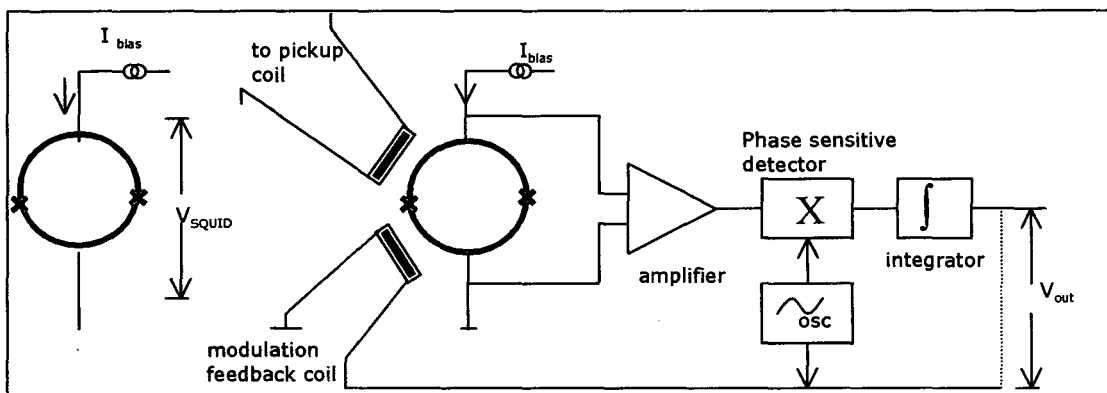 I bias
V SQUID
to pickup
coil
I bias
modulation
feedback coil
amplifier
Phase sensitive
detector
X
∫
integrator
osc
V out